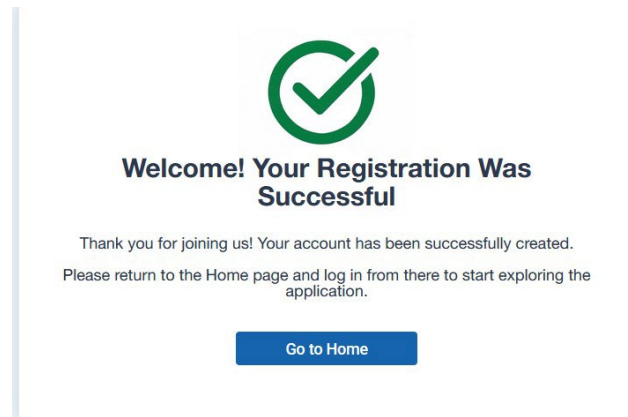 Welcome! Your Registration Was
Successful
Thank you for joining us! Your account has been successfully created.
Please return to the Home page and log in from there to start exploring the
application.
Go to Home